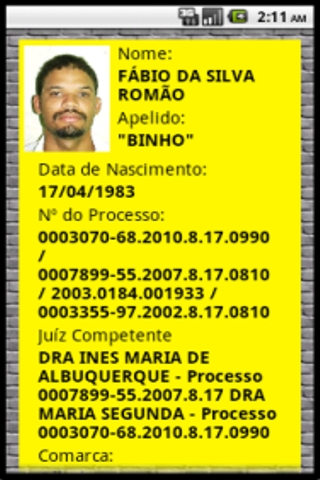 2:11 AM
Nome:
FÁBIO DA SILVA
ROMÃO
Apelido:
"BINHO"
Data de Nascimento:
17/04/1983
Nº do Processo:
0003070-68.2010.8.17.0990
/
0007899-55.2007.8.17.0810
/ 2003.0184.001933 /
0003355-97.2002.8.17.0810
Juíz Competente
DRA INES MARIA DE
ALBUQUERQUE - Processo
0007899-55.2007.8.17 DRA
MARIA SEGUNDA - Processo
0003070-68.2010.8.17.0990
Comarca: